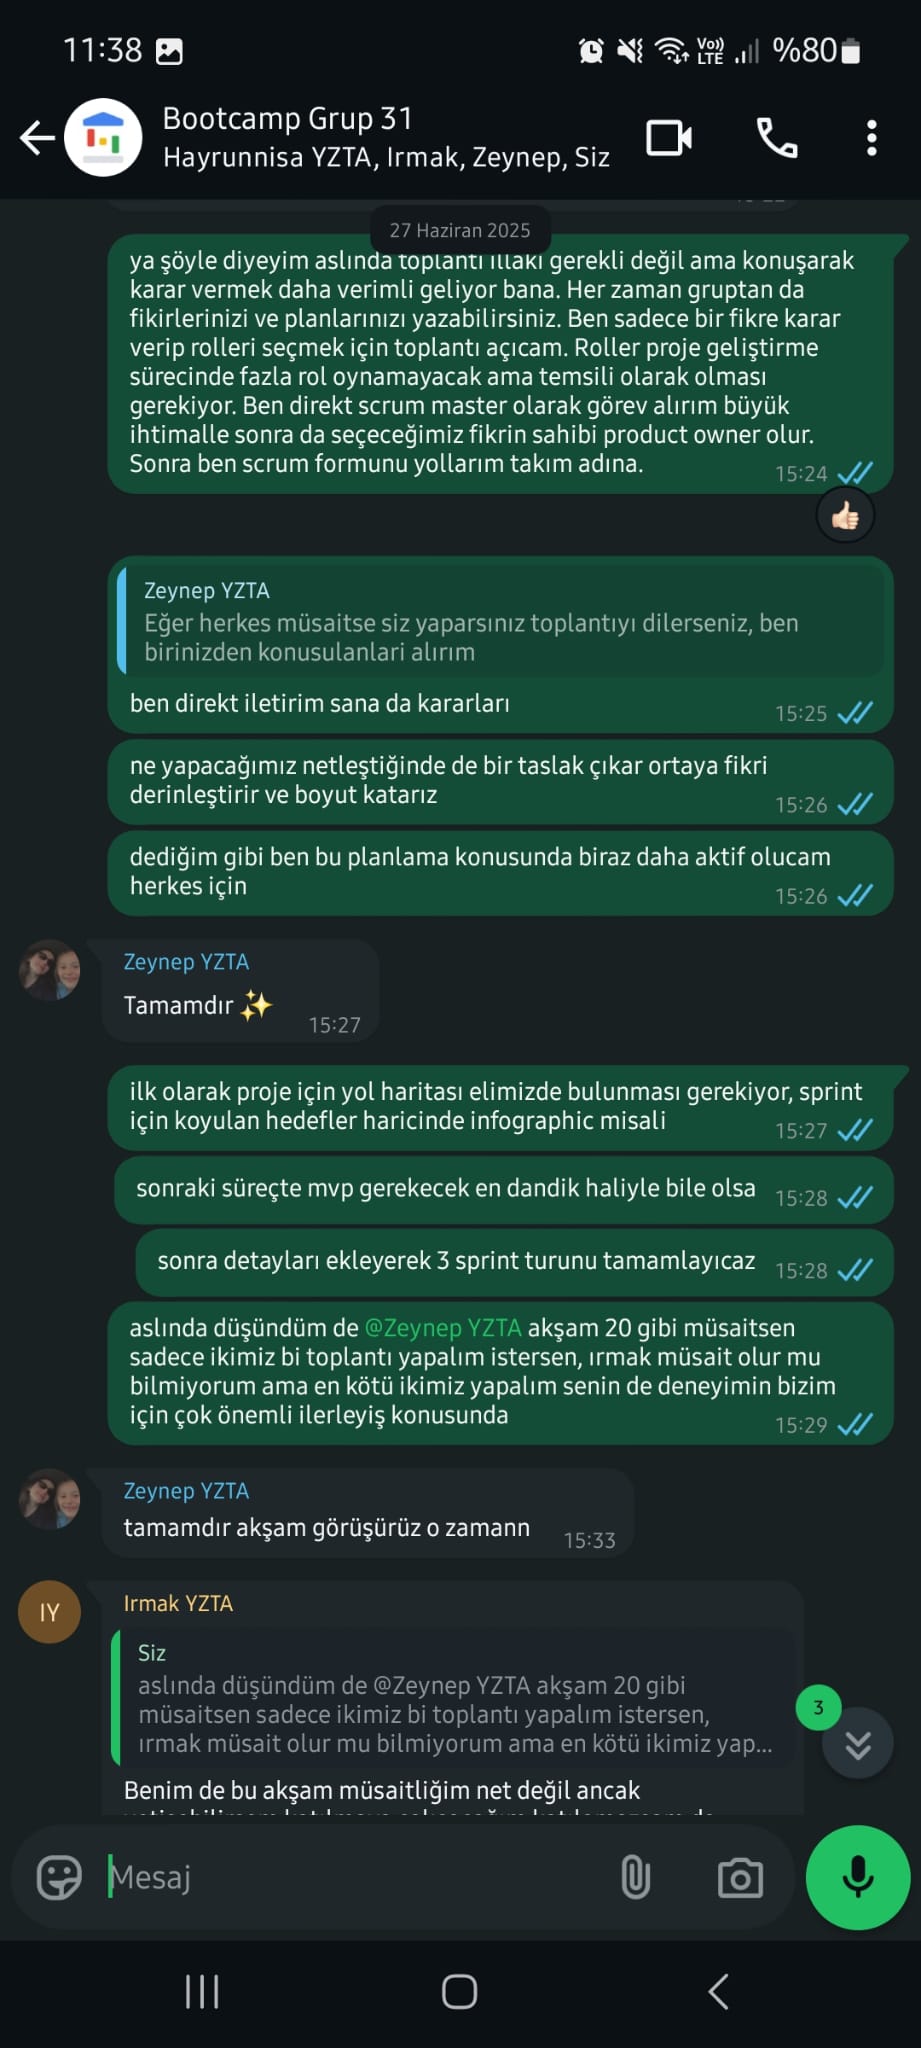 11:38
Vo))
LTE
%80
Bootcamp Grup 31
Hayrunnisa YZTA, Irmak, Zeynep, Siz
27 Haziran 2025
ya şöyle diyeyim aslında toplantı illaki gerekli değil ama konuşarak
karar vermek daha verimli geliyor bana. Her zaman gruptan da
fikirlerinizi ve planlarınızı yazabilirsiniz. Ben sadece bir fikre karar
verip rolleri seçmek için toplantı açıcam. Roller proje geliştirme
sürecinde fazla rol oynamayacak ama temsili olarak olması
gerekiyor. Ben direkt scrum master olarak görev alırım büyük
ihtimalle sonra da seçeceğimiz fikrin sahibi product owner olur.
Sonra ben scrum formunu yollarım takım adına.
15:24
Zeynep YZTA
Eğer herkes müsaitse siz yaparsınız toplantıyı dilerseniz, ben
birinizden konusulanlari alırım
ben direkt iletirim sana da kararları
15:25
ne yapacağımız netleştiğinde de bir taslak çıkar ortaya fikri
derinleştirir ve boyut katarız
15:26
dediğim gibi ben bu planlama konusunda biraz daha aktif olucam
herkes için
15:26
Zeynep YZTA
Tamamdır ✨
15:27
ilk olarak proje için yol haritası elimizde bulunması gerekiyor, sprint
için koyulan hedefler haricinde infographic misali
15:27
sonraki süreçte mvp gerekecek en dandik haliyle bile olsa
15:28
sonra detayları ekleyerek 3 sprint turunu tamamlayıcaz
15:28
aslında düşündüm de @Zeynep YZTA akşam 20 gibi müsaitsen
sadece ikimiz bi toplantı yapalım istersen, ırmak müsait olur mu
bilmiyorum ama en kötü ikimiz yapalım senin de deneyimin bizim
için çok önemli ilerleyiş konusunda
15:29
Zeynep YZTA
tamamdır akşam görüşürüz o zamann
15:33
IY
Irmak YZTA
Siz
aslında düşündüm de @Zeynep YZTA akşam 20 gibi
müsaitsen sadece ikimiz bi toplantı yapalım istersen,
ırmak müsait olur mu bilmiyorum ama en kötü ikimiz yap...
3
Benim de bu akşam müsaitliğim net değil ancak
Mesaj